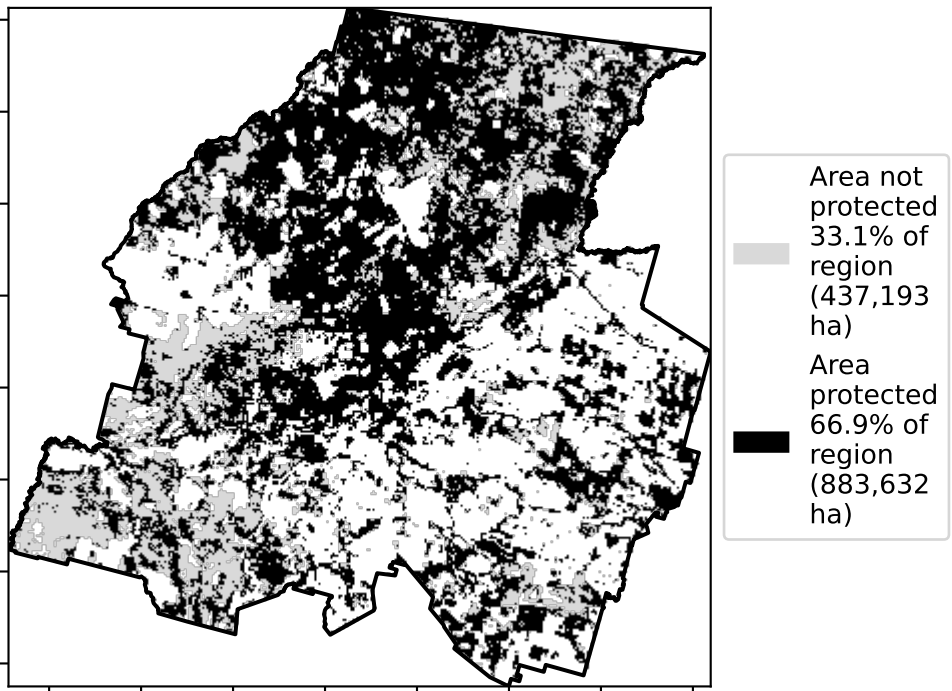 Area not
protected
33.1% of
region
(437,193
ha)
Area
protected
66.9% of
region
(883,632
ha)